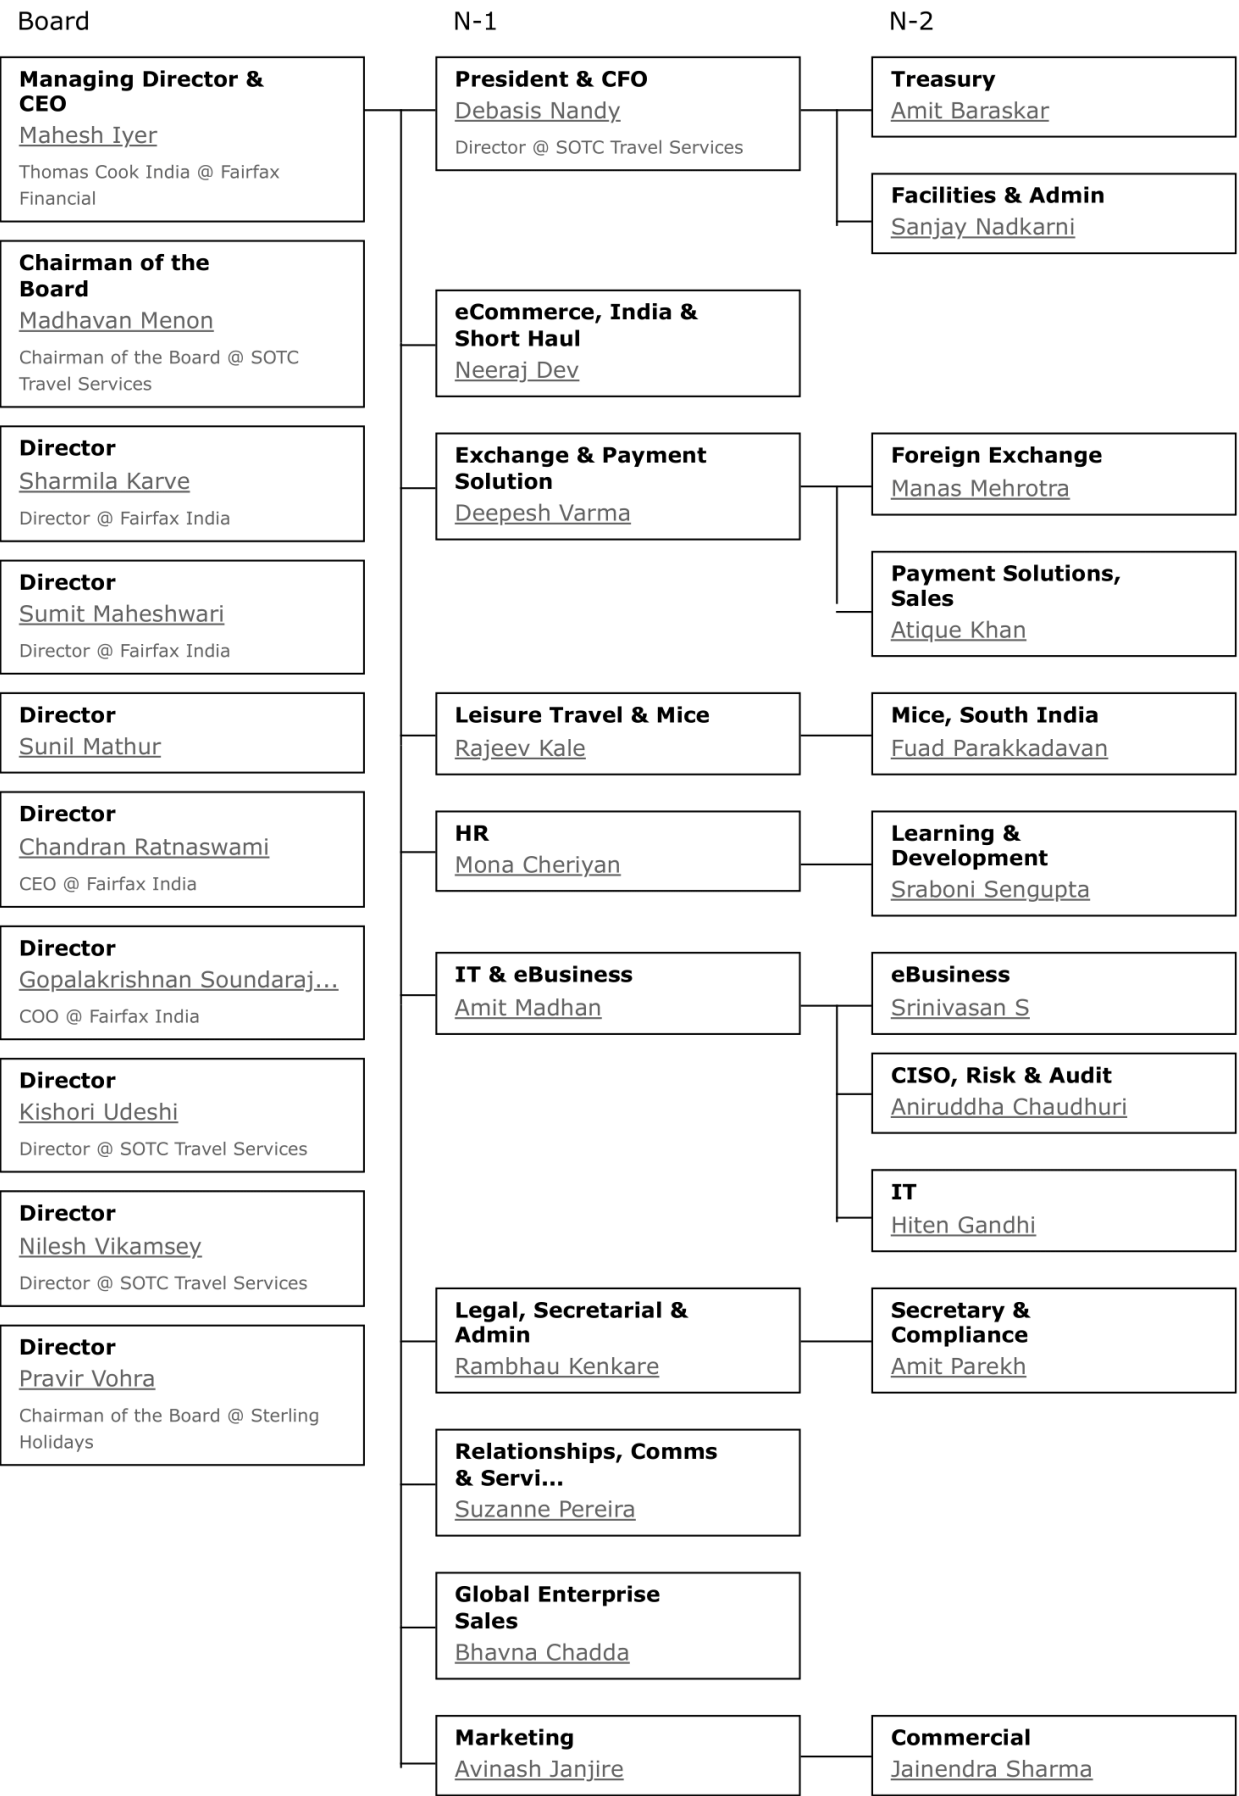 Board
N-1
N-2
Managing Director &
CEO
Mahesh Iyer
Thomas Cook India @ Fairfax
Financial
Chairman of the
Board
Madhavan Menon
Chairman of the Board @ SOTC
Travel Services
Director
Sharmila Karve
Director @ Fairfax India
Director
Sumit Maheshwari
Director @ Fairfax India
Director
Sunil Mathur
Director
Chandran Ratnaswami
CEO @ Fairfax India
Director
Gopalakrishnan Soundaraj...
COO @ Fairfax India
Director
Kishori Udeshi
Director @ SOTC Travel Services
Director
Nilesh Vikamsey
Director @ SOTC Travel Services
Director
Pravir Vohra
Chairman of the Board @ Sterling
Holidays
President & CFO
Debasis Nandy
Director @ SOTC Travel Services
eCommerce, India &
Short Haul
Neeraj Dev
Exchange & Payment
Solution
Deepesh Varma
Leisure Travel & Mice
Rajeev Kale
HR
Mona Cheriyan
IT & eBusiness
Amit Madhan
Legal, Secretarial &
Admin
Rambhau Kenkare
Relationships, Comms
& Servi...
Suzanne Pereira
Global Enterprise
Sales
Bhavna Chadda
Marketing
Avinash Janjire
Treasury
Amit Baraskar
Facilities & Admin
Sanjay Nadkarni
Foreign Exchange
Manas Mehrotra
Payment Solutions,
Sales
Atique Khan
Mice, South India
Fuad Parakkadavan
Learning &
Development
Sraboni Sengupta
eBusiness
Srinivasan S
CISO, Risk & Audit
Aniruddha Chaudhuri
IT
Hiten Gandhi
Secretary &
Compliance
Amit Parekh
Commercial
Jainendra Sharma